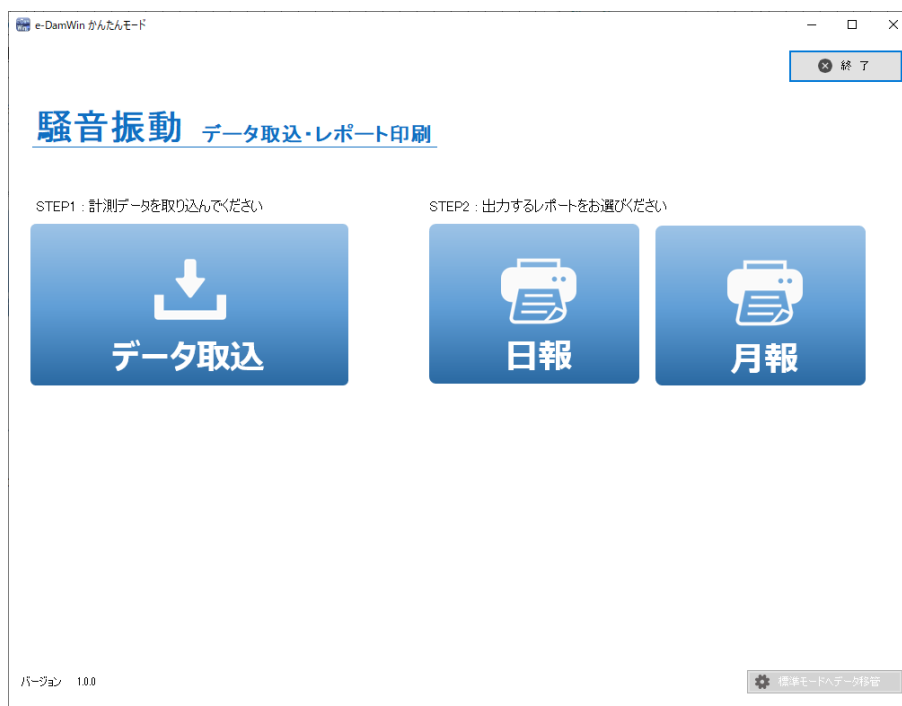 e-DamWin かんたんモード
終 了
騒音振動 データ取込・レポート印刷
STEP1 : 計測データを取り込んでください
STEP2 : 出力するレポートをお選びください
データ取込
日報
月報
バージョン 1.0.0
標準モードへデータ移管